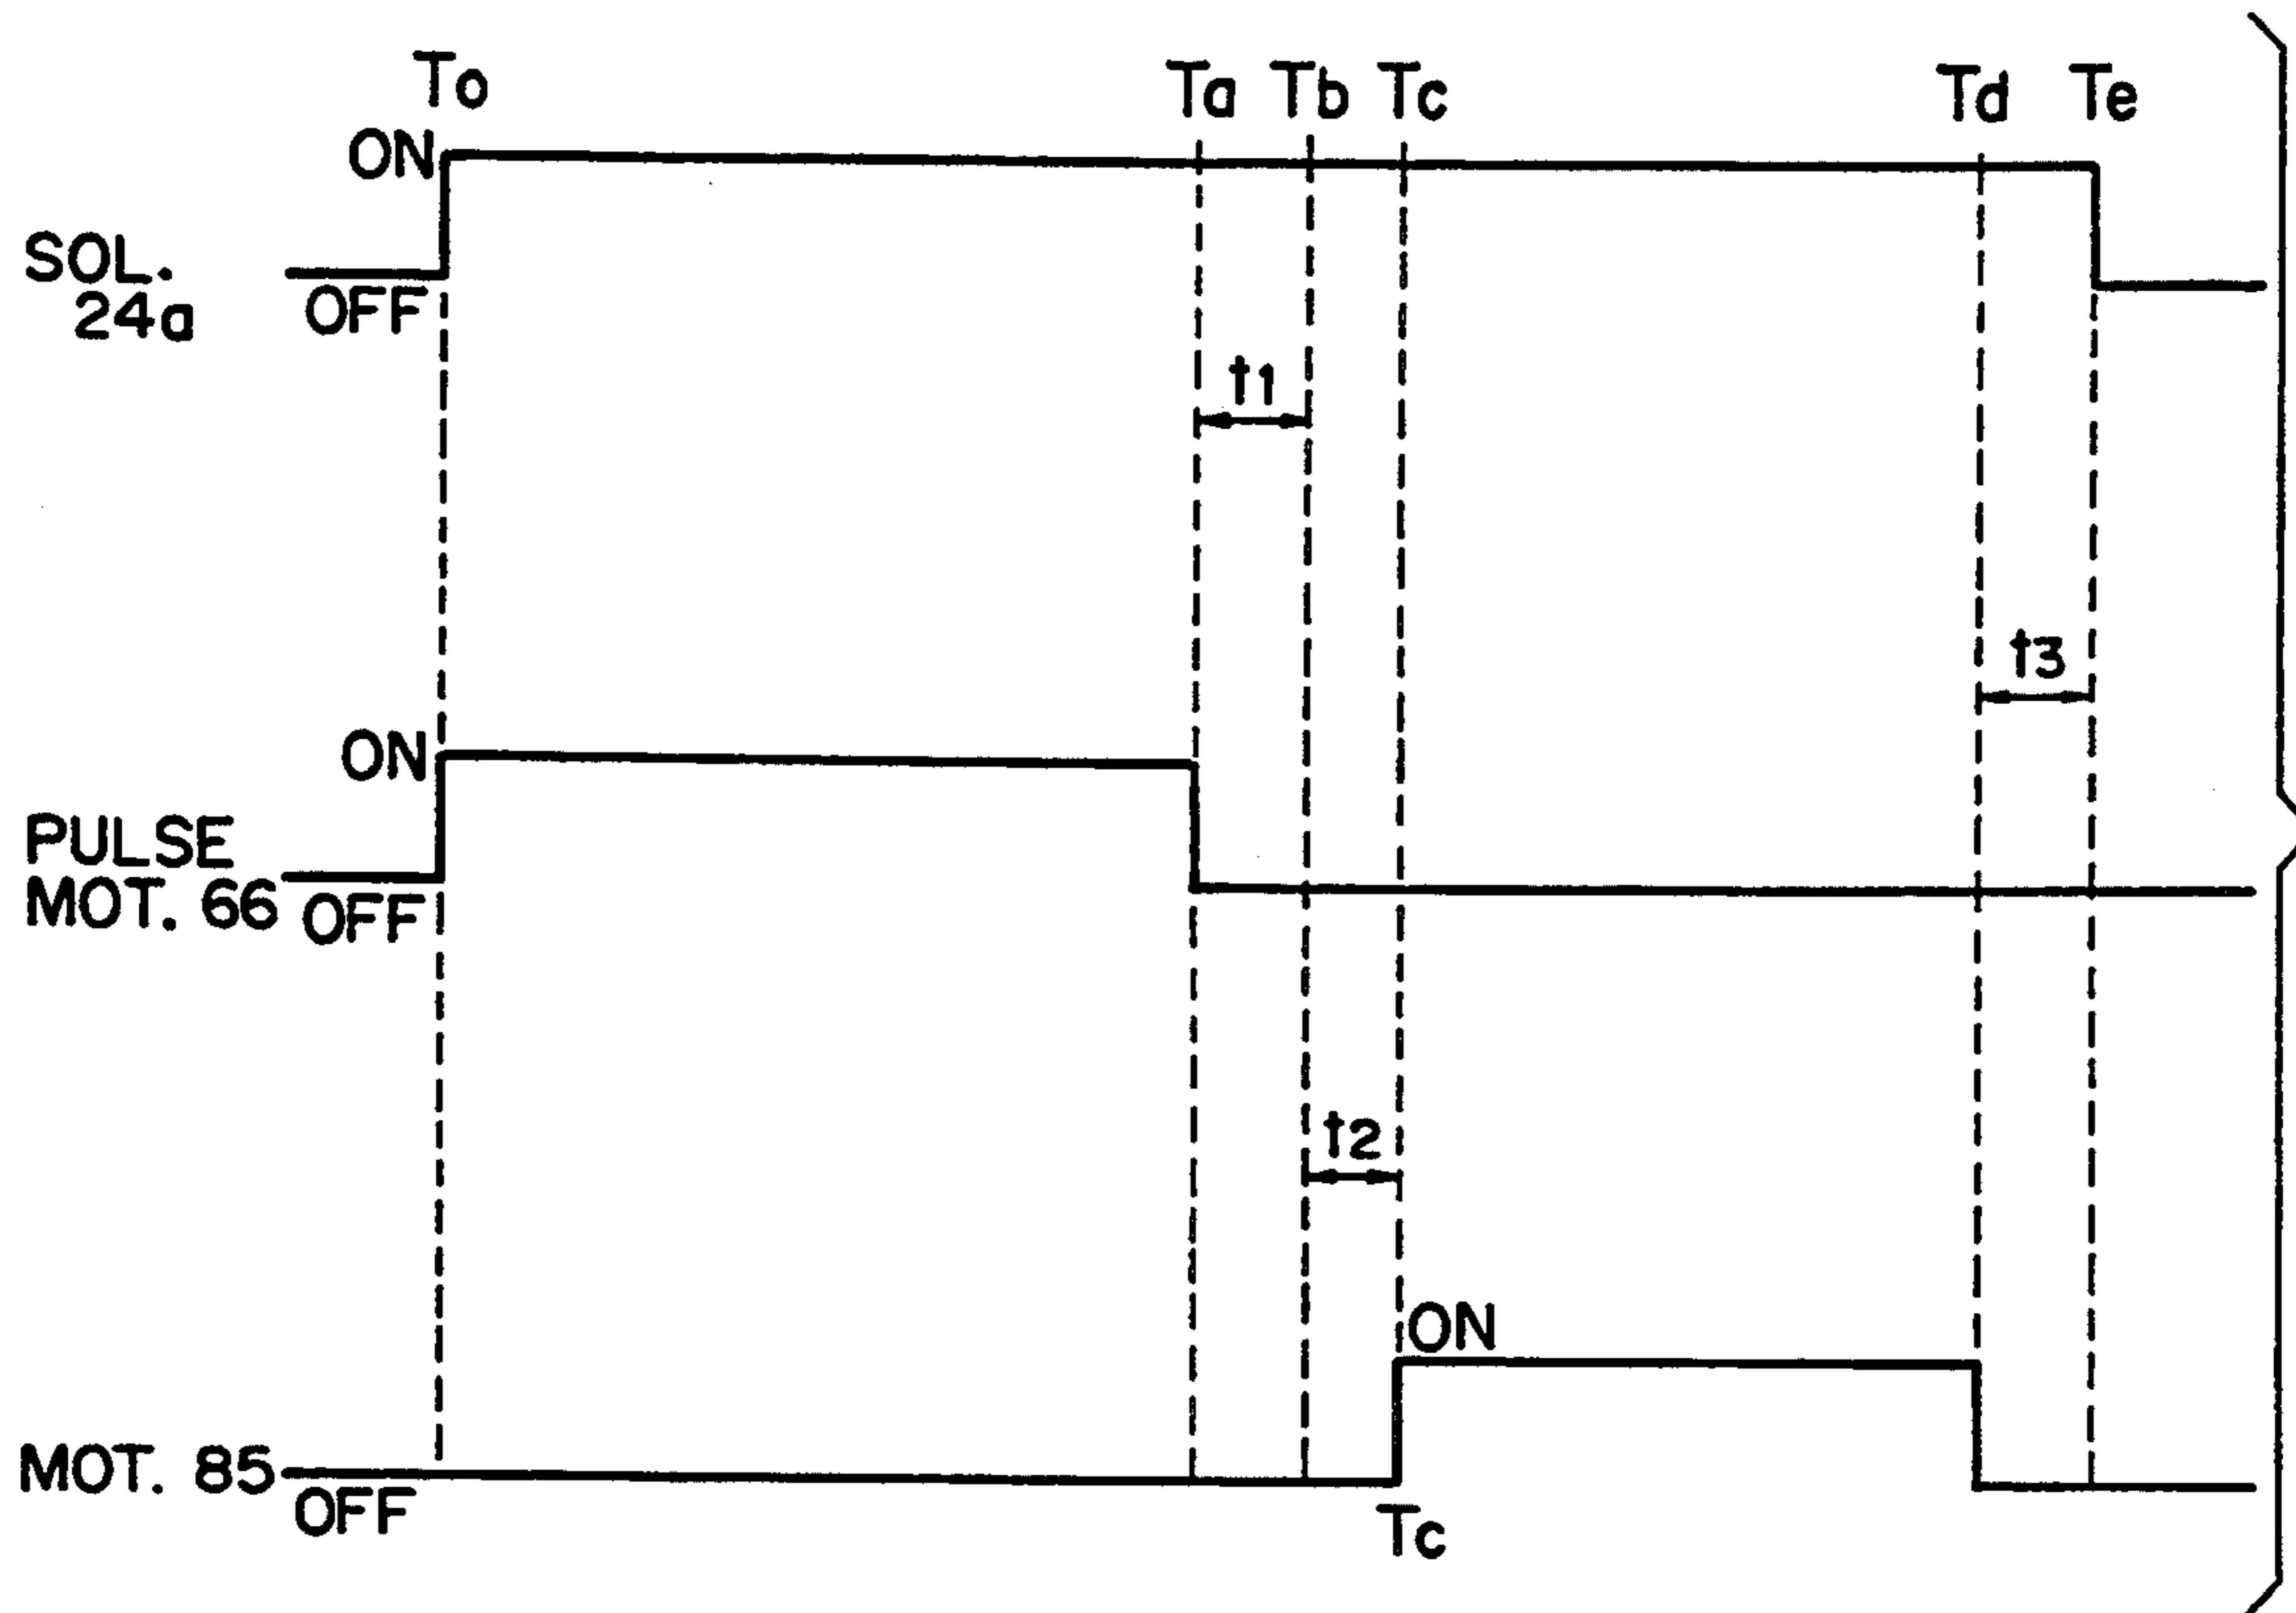 To Ta Tb Tc Td Te
ON
SOL.
24a
OFF
t1
t3
ON
PULSE
MOT. 66
OFF
t2
ON
MOT. 85
OFF
Tc